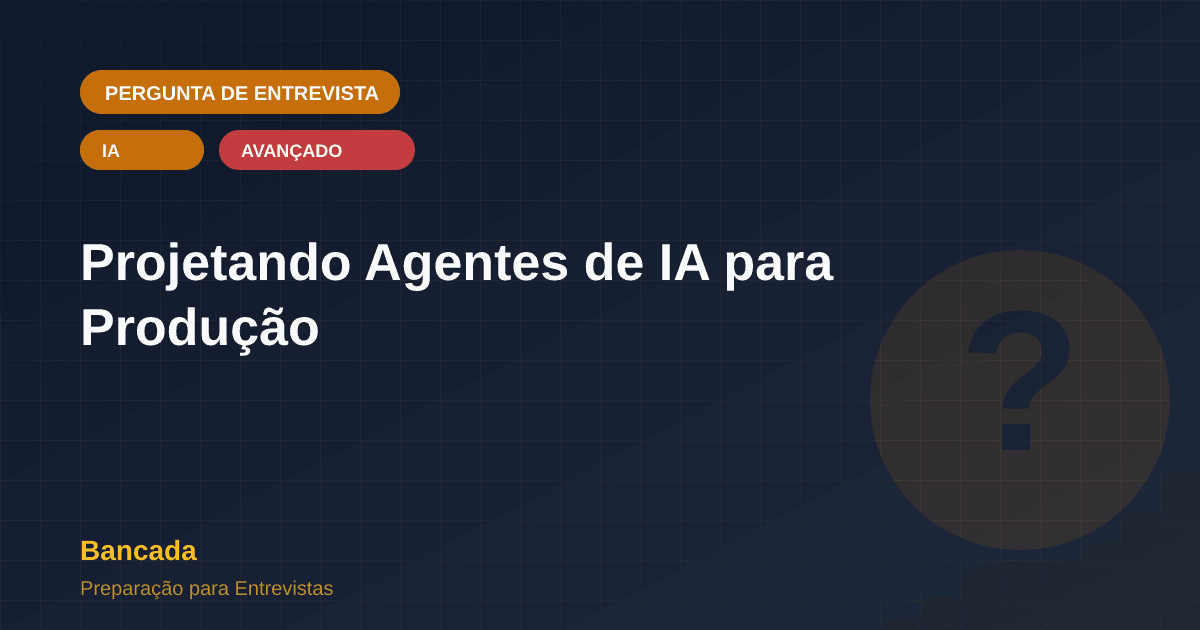 PERGUNTA DE ENTREVISTA
IA
AVANÇADO
Projetando Agentes de IA para
Produção
?
Bancada
Preparação para Entrevistas